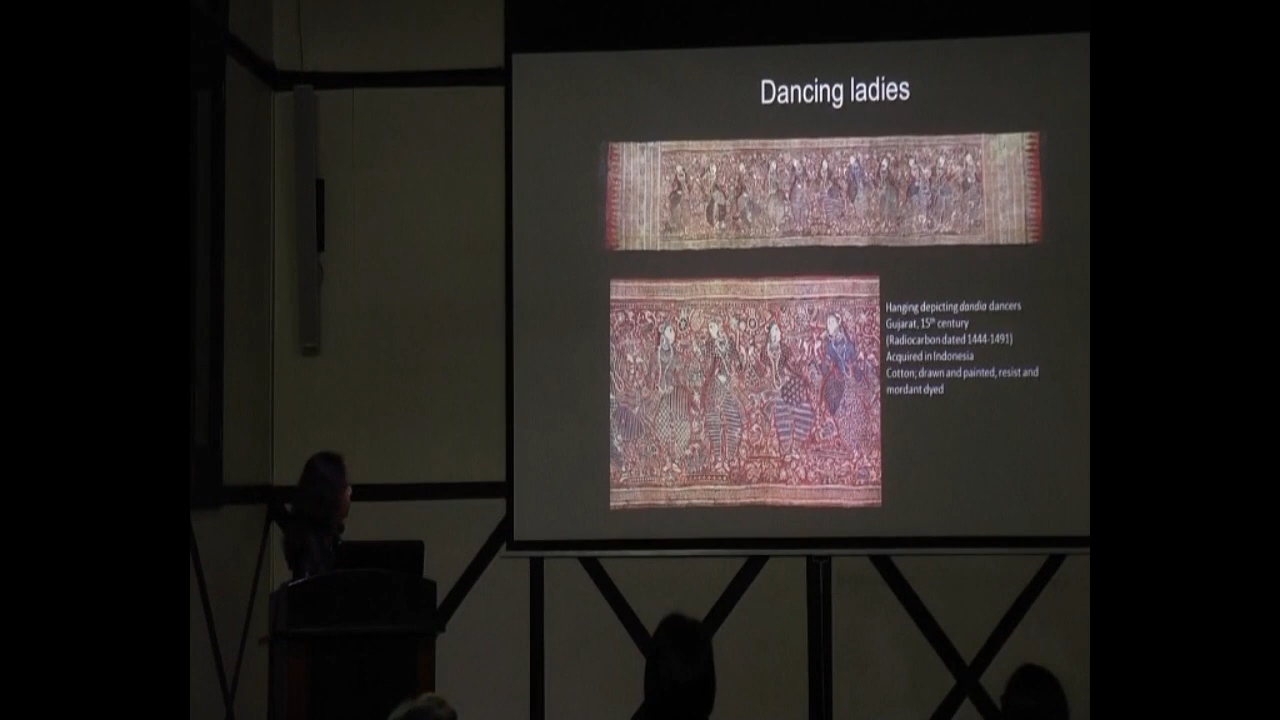 Dancing ladies
Hanging depicting dandia dancers
Gujarat, 15th century
(Radiocarbon dated 1444-1491)
Acquired in Indonesia
Cotton; drawn and painted, resist and
mordant dyed